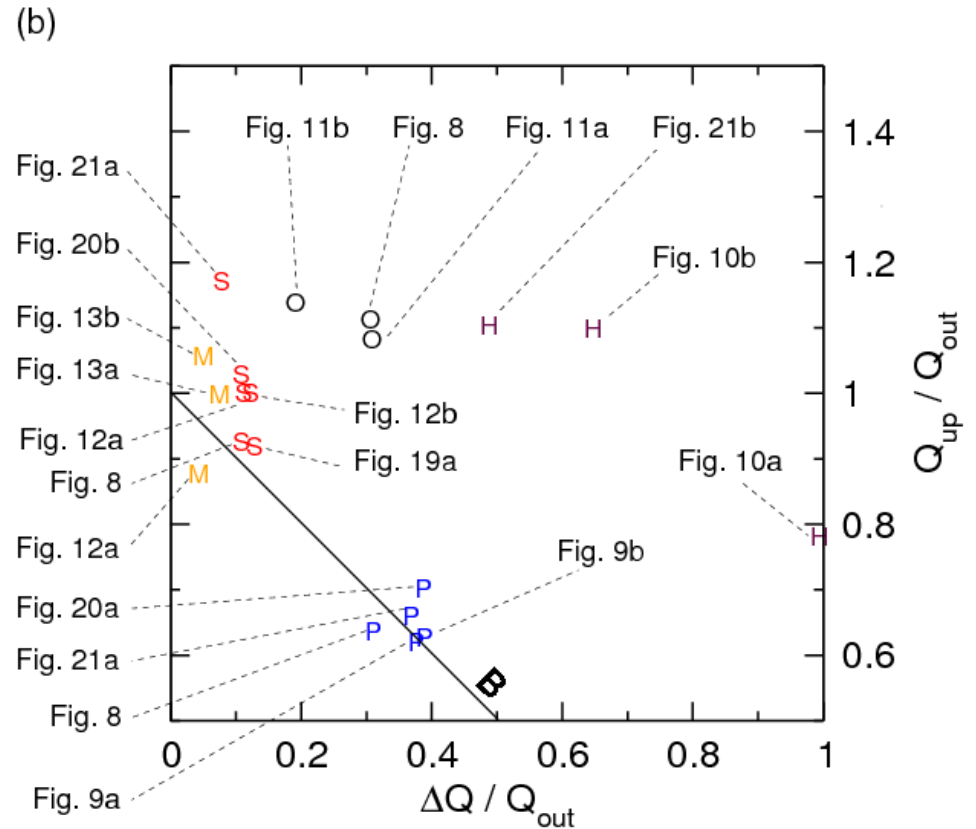 (b)
Fig. 11b Fig. 8 Fig. 11a Fig. 21b
1.4
Fig. 21a
Fig. 20b
1.2
Fig. 10b
S
O
Fig. 13b
O
O
H
H
M
Fig. 13a
S
M
S
S
1
Fig. 12b
Fig. 12a
S
S
Fig. 19a
Fig. 10a
Fig. 8
M
0.8
H
Fig. 12a
Fig. 9b
P
Fig. 20a
P
P
P
P
Fig. 21a
0.6
B
Fig. 8
0 0.2 0.4 0.6 0.8 1
Fig. 9a
ΔQ / Qout
Qup / Qout